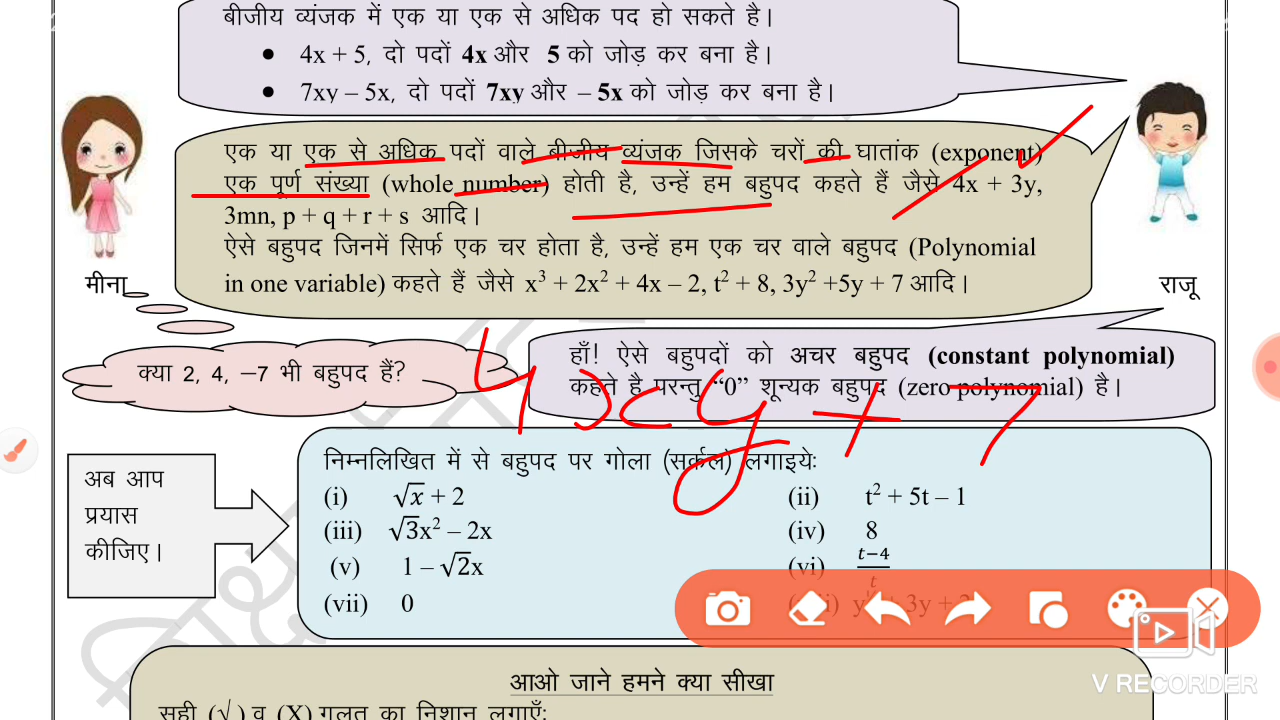 बीजीय व्यंजक में एक या एक से अधिक पद हो सकते है।
● 4x + 5, दो पदों 4x और 5 को जोड़ कर बना है।
● 7xy – 5x, दो पदों 7xy और – 5x को जोड़ कर बना है।
एक या एक से अधिक पदों वाले बीजीय व्यंजक जिसके चरों की घातांक (exponent)
एक पूर्ण संख्या (whole number) होती है, उन्हें हम बहुपद कहते हैं जैसे 4x + 3y,
3mn, p + q + r + s आदि।
ऐसे बहुपद जिनमें सिर्फ एक चर होता है, उन्हें हम एक चर वाले बहुपद (Polynomial
in one variable) कहते हैं जैसे x³ + 2x² + 4x – 2, t² + 8, 3y² +5y + 7 आदि।
मीना
राजू
क्या 2, 4, –7 भी बहुपद हैं?
हाँ! ऐसे बहुपदों को अचर बहुपद (constant polynomial)
कहते है परन्तु “0” शून्यक बहुपद (zero polynomial) है।
4xy + 7
अब आप
प्रयास
कीजिए।
निम्नलिखित में से बहुपद पर गोला (सर्कल) लगाइये:
(i) √x + 2
(ii) t² + 5t – 1
(iii) √3x² – 2x
(iv) 8
(v) 1 – √2x
(vi) t−4/t
(vii) 0
V RECORDER
आओ जाने हमने क्या सीखा
सही (√) व (X) गलत का निशान लगाएँ: